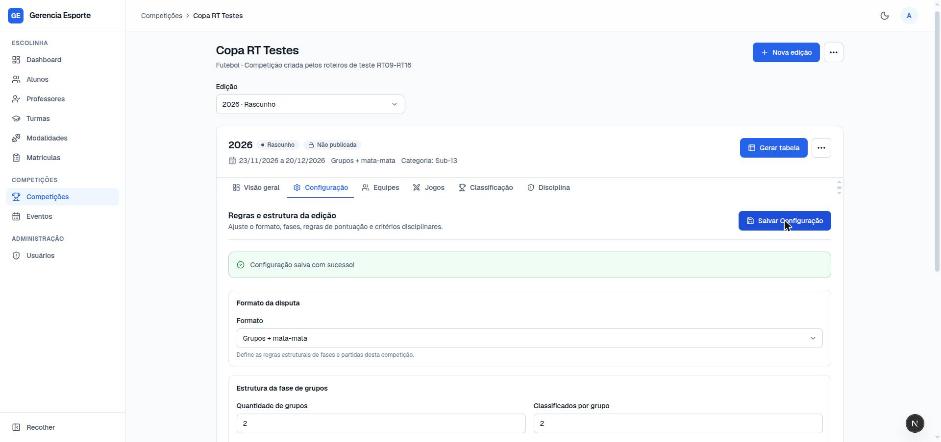 GE Gerencia Esporte
ESCOLINHA
Dashboard
Alunos
Professores
Turmas
Modalidades
Matrículas
COMPETIÇÕES
Competições
Eventos
ADMINISTRAÇÃO
Usuários
Recolher
Competições > Copa RT Testes
A
Copa RT Testes
Futebol · Competição criada pelos roteiros de teste RT09-RT16
+ Nova edição
Edição
2026 · Rascunho
2026 Rascunho Não publicada
23/11/2026 a 20/12/2026 Grupos + mata-mata Categoria: Sub-13
Gerar tabela
Visão geral Configuração Equipes Jogos Classificação Disciplina
Regras e estrutura da edição
Ajuste o formato, fases, regras de pontuação e critérios disciplinares.
Salvar Configuração
Configuração salva com sucesso!
Formato da disputa
Formato
Grupos + mata-mata
Define as regras estruturais de fases e partidas desta competição.
Estrutura da fase de grupos
Quantidade de grupos Classificados por grupo
2 2
N